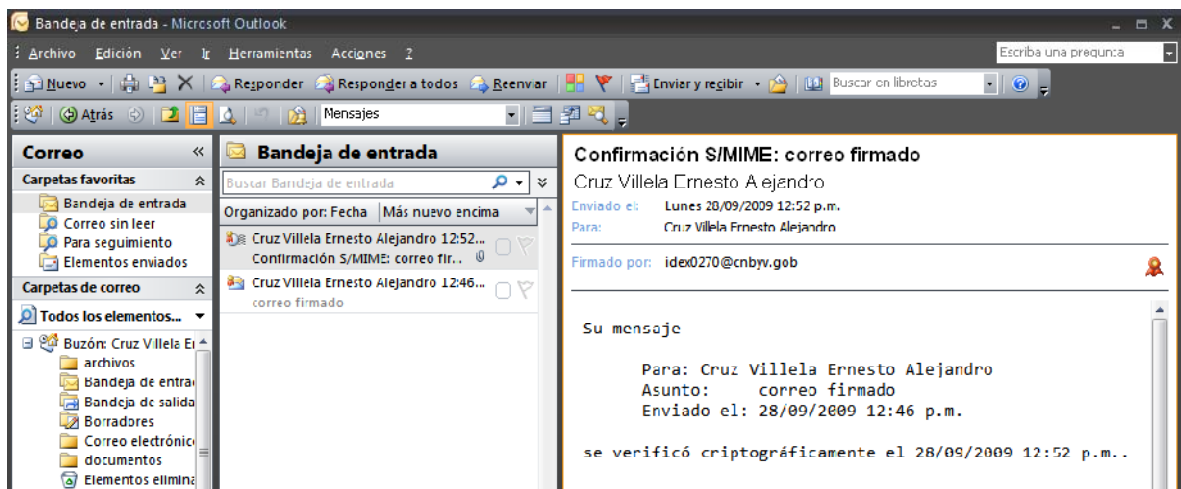 Bandeja de entrada - Microsoft Outlook
Archivo Edición Ver Ir Herramientas Acciones ?
Escriba una pregunta
Nuevo Responder Responder a todos Reenviar Enviar y recibir Buscar en libretas
Atrás Mensajes
Correo «
Carpetas favoritas
Bandeja de entrada
Correo sin leer
Para seguimiento
Elementos enviados
Carpetas de correo
Todos los elementos...
Buzón: Cruz Villela Er
archivos
Bandeja de entra
Bandeja de salida
Borradores
Correo electrónic
documentos
Elementos elimina
Bandeja de entrada
Buscar Bandeja de entrada
Organizado por: Fecha Más nuevo encima
Cruz Villela Ernesto Alejandro 12:52...
Confirmación S/MIME: correo fir...
Cruz Villela Ernesto Alejandro 12:46...
correo firmado
Confirmación S/MIME: correo firmado
Cruz Villela Ernesto Alejandro
Enviado el: Lunes 28/09/2009 12:52 p.m.
Para: Cruz Villela Ernesto Alejandro
Firmado por: idex0270@cnbyv.gob
Su mensaje
Para: Cruz Villela Ernesto Alejandro
Asunto: correo firmado
Enviado el: 28/09/2009 12:46 p.m.
se verificó criptográficamente el 28/09/2009 12:52 p.m..